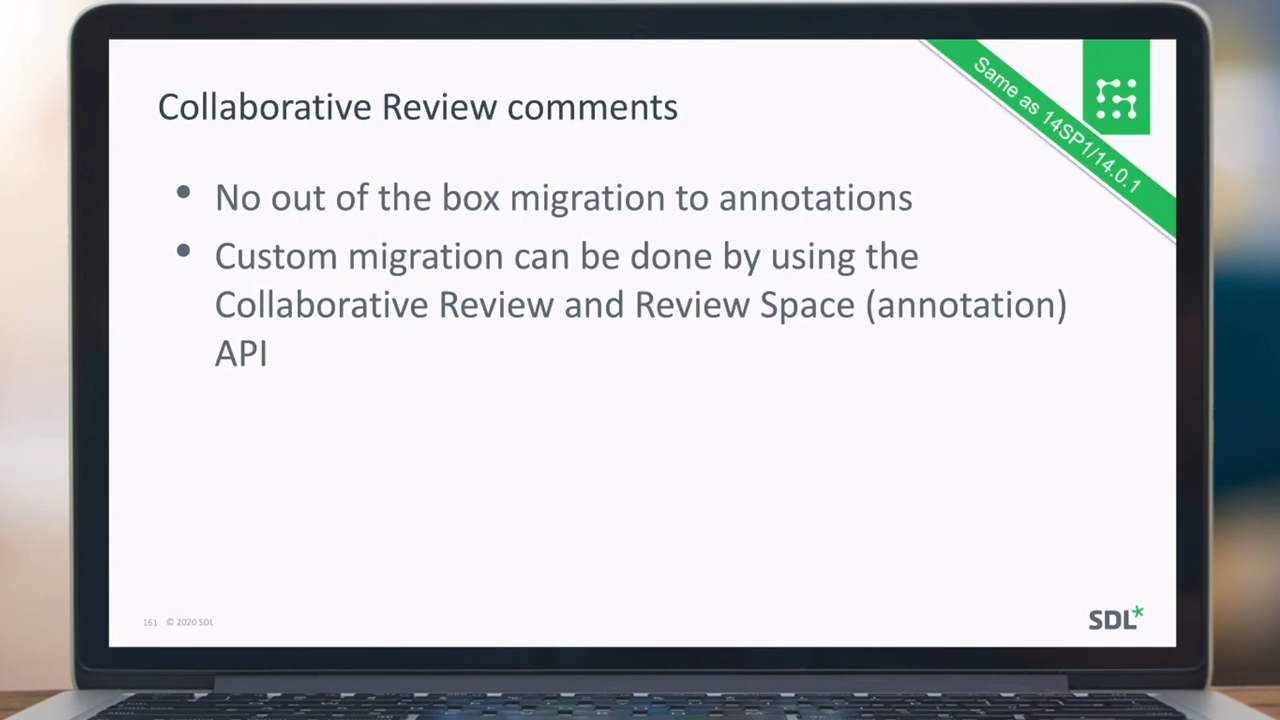 Collaborative Review comments
Same as 14SP1/14.0.1
• No out of the box migration to annotations
• Custom migration can be done by using the
Collaborative Review and Review Space (annotation)
API
161 © 2020 SDL
SDL*